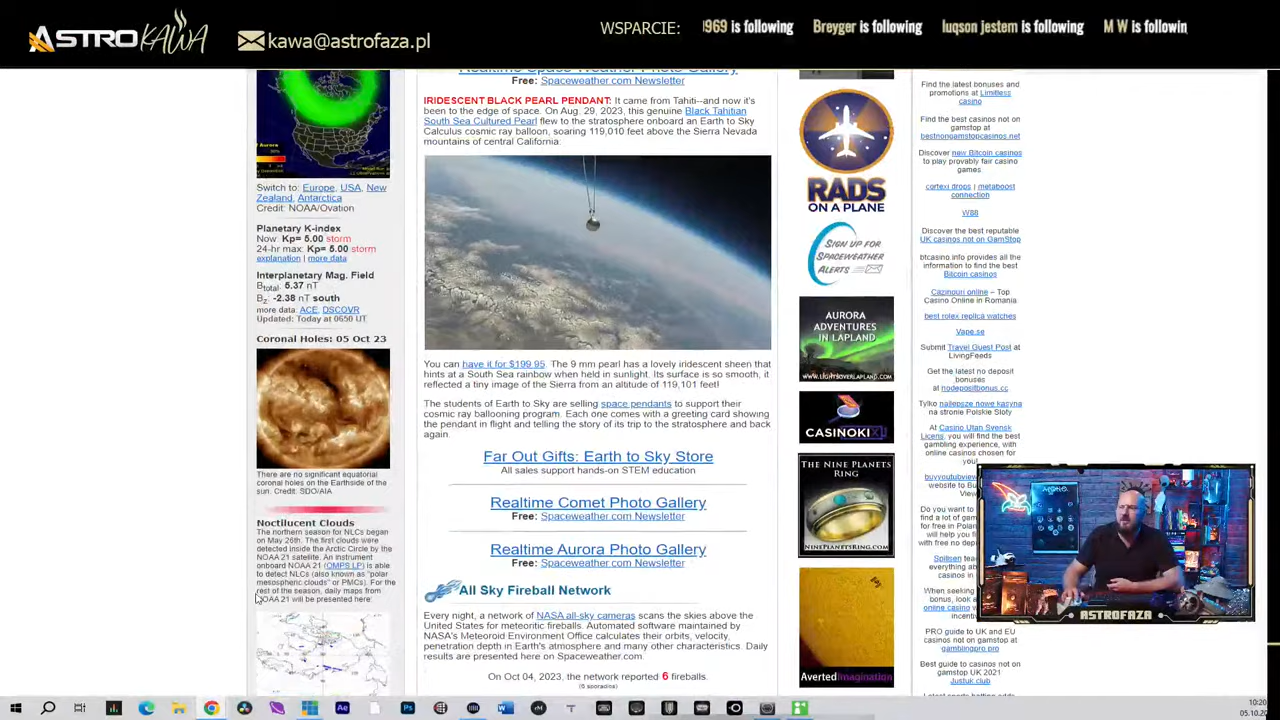 ASTRO KAWA
kawa@astrofaza.pl
WSPARCIE:
969 is following
Breyger is following
luqson jestem is following
M W is followin
Realtime Space Weather Photo Gallery
Free: Spaceweather.com Newsletter
IRIDESCENT BLACK PEARL PENDANT: It came from Tahiti--and now it's
been to the edge of space. On Aug. 29, 2023, this genuine Black Tahitian
South Sea Cultured Pearl flew to the stratosphere onboard an Earth to Sky
Calculus cosmic ray balloon, soaring 119,010 feet above the Sierra Nevada
mountains of central California:
You can have it for $199.95. The 9 mm pearl has a lovely iridescent sheen that
hints at a South Sea rainbow when held in sunlight. Its surface is so smooth, it
reflected a tiny image of the Sierra from an altitude of 119,101 feet!
The students of Earth to Sky are selling space pendants to support their
cosmic ray ballooning program. Each one comes with a greeting card showing
the pendant in flight and telling the story of its trip to the stratosphere and back
again.
Far Out Gifts: Earth to Sky Store
All sales support hands-on STEM education
Realtime Comet Photo Gallery
Free: Spaceweather.com Newsletter
Realtime Aurora Photo Gallery
Free: Spaceweather.com Newsletter
All Sky Fireball Network
Every night, a network of NASA all-sky cameras scans the skies above the
United States for meteoritic fireballs. Automated software maintained by
NASA's Meteoroid Environment Office calculates their orbits, velocity,
penetration depth in Earth's atmosphere and many other characteristics. Daily
results are presented here on Spaceweather.com.
On Oct 04, 2023, the network reported 6 fireballs.
(6 sporadics)
Switch to: Europe, USA, New
Zealand, Antarctica
Credit: NOAA/Ovation
Planetary K-index
Now: Kp= 5.00 storm
24-hr max: Kp= 5.00 storm
explanation | more data
Interplanetary Mag. Field
Btotal: 5.37 nT
Bz: -2.38 nT south
more data: ACE, DSCOVR
Updated: Today at 0650 UT
Coronal Holes: 05 Oct 23
There are no significant equatorial
coronal holes on the Earthside of the
sun. Credit: SDO/AIA
Noctilucent Clouds
The northern season for NLCs began
on May 26th. The first clouds were
detected inside the Arctic Circle by the
NOAA 21 satellite. An instrument
onboard NOAA 21 (OMPS LP) is able
to detect NLCs (also known as "polar
mesospheric clouds" or PMCs). For the
rest of the season, daily maps from
NOAA 21 will be presented here:
RADS
ON A PLANE
SIGN UP FOR
SPACEWEATHER
ALERTS
AURORA
ADVENTURES
IN LAPLAND
WWW.LIGHTSOVERLAPLAND.COM
CASINOKIX
THE NINE PLANETS
RING
NINEPLANETSRING.COM
AvertedImagination
Find the latest bonuses and
promotions at Limitless
casino
Find the best casinos not on
gamstop at
bestnongamstopcasinos.net
Discover new Bitcoin casinos
to play provably fair casino
games
cortexi drops | metaboost
connection
W88
Discover the best reputable
UK casinos not on GamStop
btcasino.info provides all the
information to find the best
Bitcoin casinos
Cazinouri online – Top
Casino Online in Romania
best rolex replica watches
Vape.se
Submit Travel Guest Post at
LivingFeeds
Get the latest no deposit
bonuses
at nodepositbonus.cc
Tylko najlepsze nowe kasyna
na stronie Polskie Sloty
At Casino Utan Svensk
Licens, you will find the best
gambling experience, with
online casinos chosen for
you!
buyyoutubview
website to Bu
View
Do you want to
find a lot of gam
for free in Polan
will help you f
with free no dep
Spilsen
everything ab
casinos in
When seeking
bonus, look a
online casino
incenti
PRO guide to UK and EU
casinos not on gamstop at
gamblingpro.pro
Best guide to casinos not on
gamstop UK 2021
Justuk.club
ASTROFAZA
10:20
05.10.20